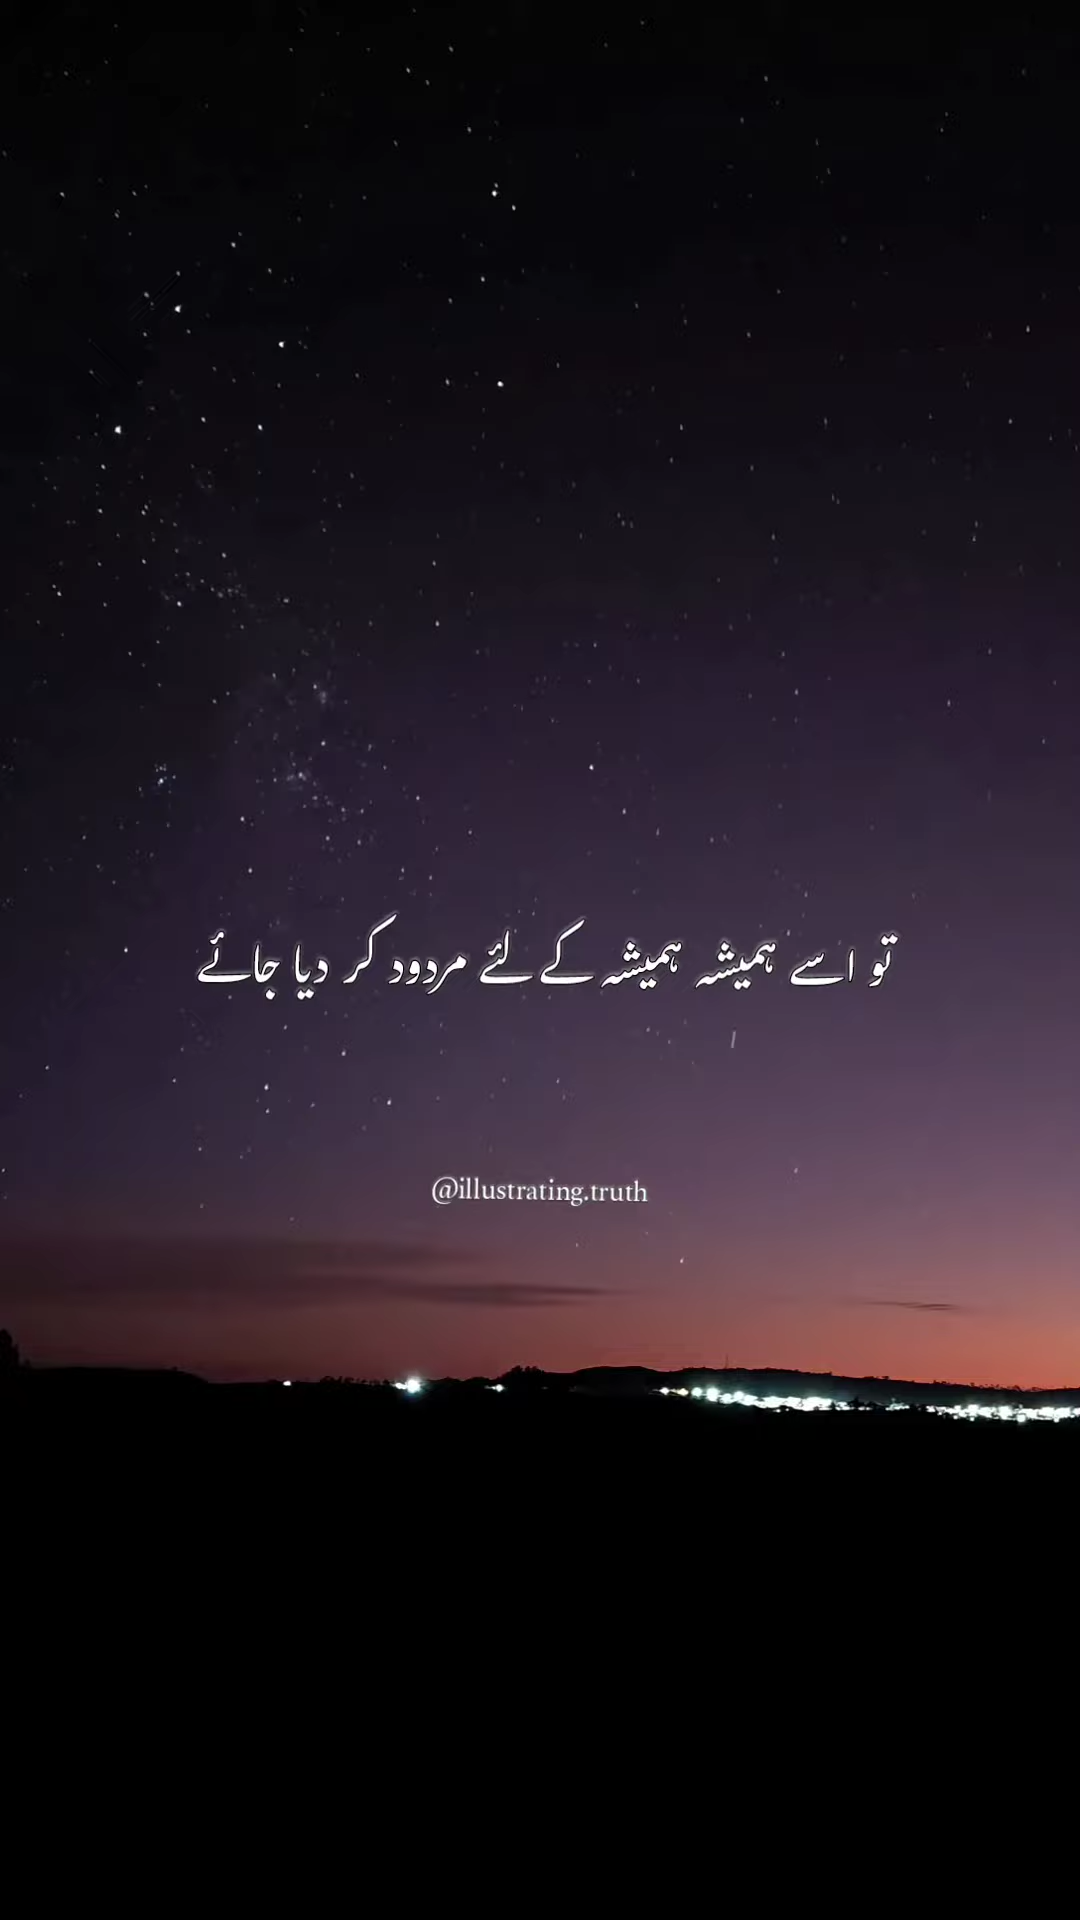 تو اسے ہمیشہ ہمیشہ کے لئے مردود کر دیا جائے
@illustrating.truth